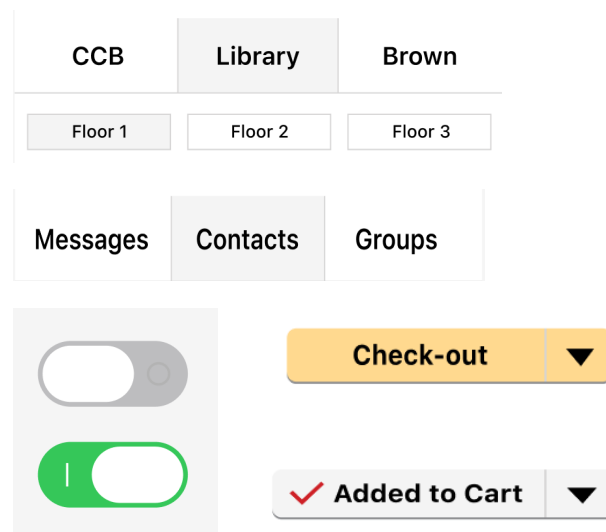 CCB Library Brown
Floor 1 Floor 2 Floor 3
Messages Contacts Groups
Check-out
Added to Cart